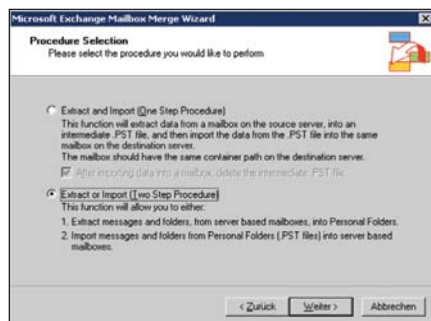 Microsoft Exchange Mailbox Merge Wizard
Procedure Selection
Please select the procedure you would like to perform
Extract and Import (One Step Procedure)
This function will extract data from a mailbox on the source server, into an
intermediate .PST file, and then import the data from the .PST file into the same
mailbox on the destination server.
The mailbox should have the same container path on the destination server.
After importing data into a mailbox, delete the intermediate .PST file.
Extract or Import (Two Step Procedure)
This function will allow you to either:
1. Extract messages and folders, from server based mailboxes, into Personal Folders.
2. Import messages and folders from Personal Folders (.PST files) into server based
mailboxes.
< Zurück
Weiter >
Abbrechen